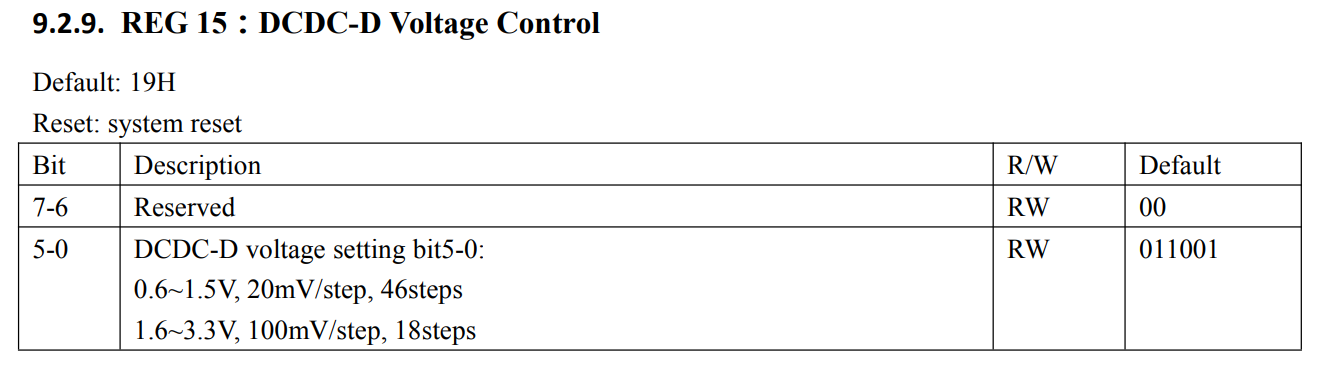 9.2.9. REG 15：DCDC-D Voltage Control
Default: 19H
Reset: system reset
Bit Description R/W Default
7-6 Reserved RW 00
5-0 DCDC-D voltage setting bit5-0: RW 011001
0.6~1.5V, 20mV/step, 46steps
1.6~3.3V, 100mV/step, 18steps